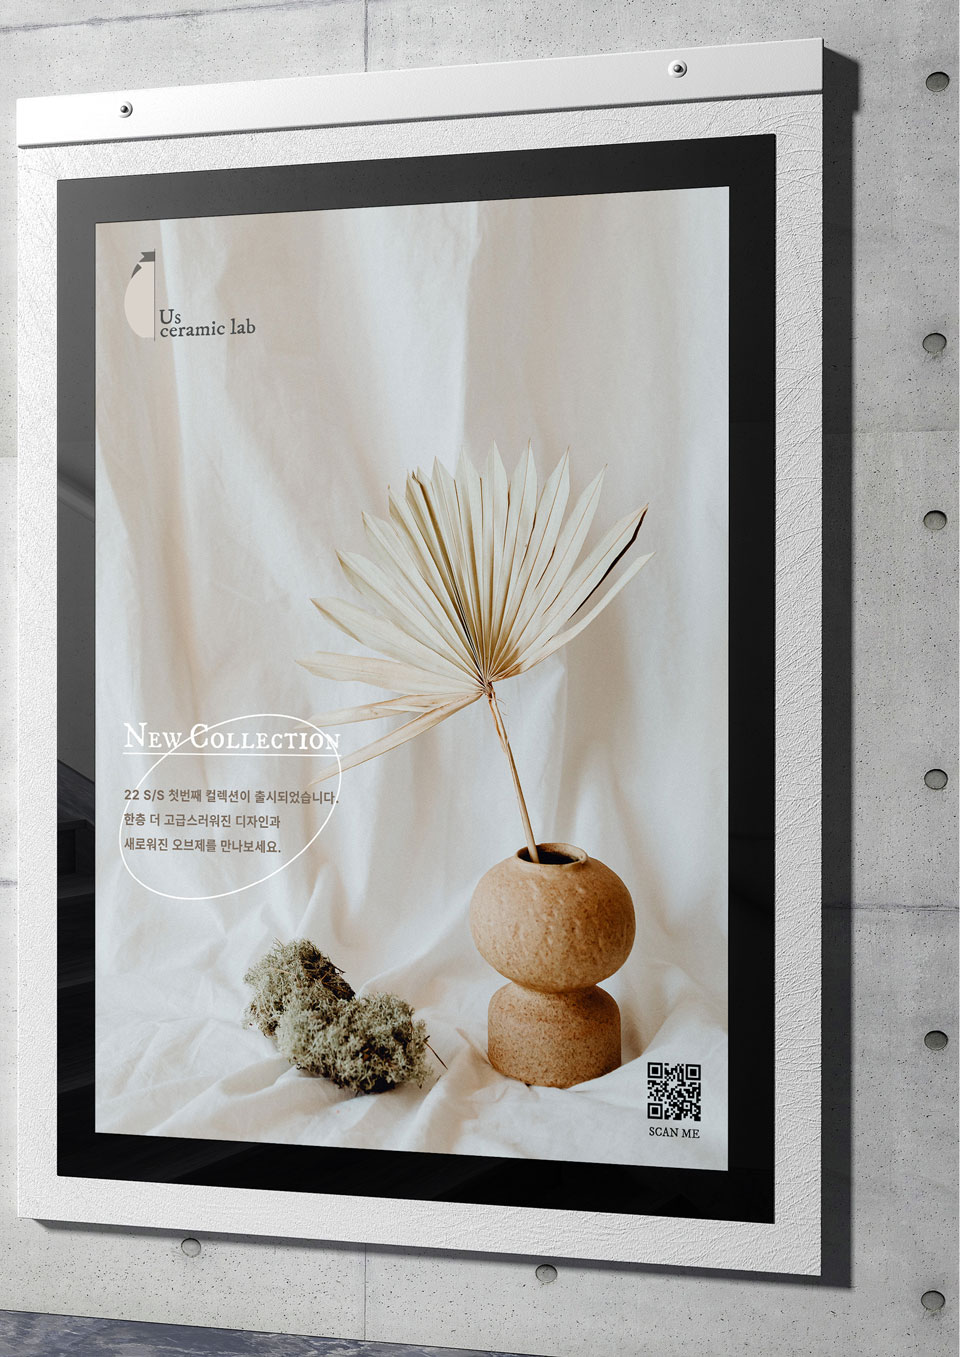 Us
ceramic lab
NEW COLLECTION
22 S/S 첫번째 컬렉션이 출시되었습니다.
한층 더 고급스러워진 디자인과
새로워진 오브제를 만나보세요.
SCAN ME